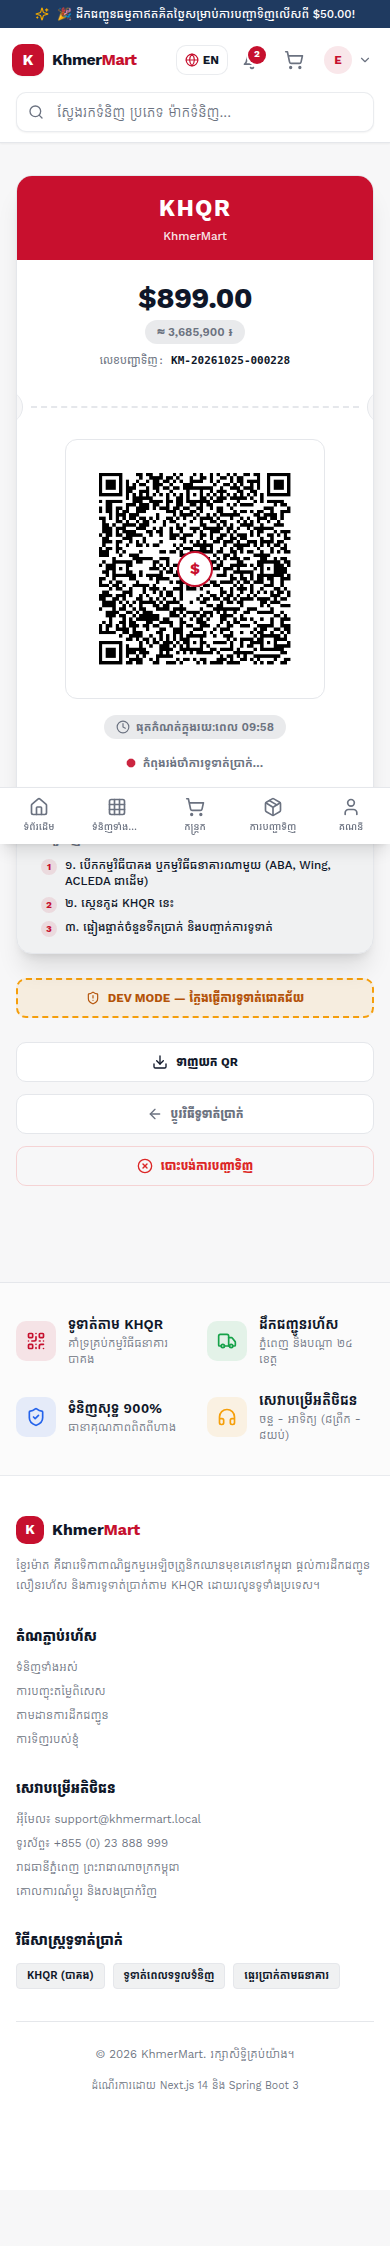 ✨ 🎉 ដឹកជញ្ជូនធម្មតាឥតគិតថ្លៃសម្រាប់ការបញ្ជាទិញលើសពី $50.00!
K KhmerMart EN 2 E
ស្វែងរកទំនិញ ប្រភេទ ម៉ាកទំនិញ...
KHQR
KhmerMart
$899.00
≈ 3,685,900 ៛
លេខបញ្ជាទិញ: KM-20261025-000228
$
ផុតកំណត់ក្នុងរយៈពេល 09:58
កំពុងរង់ចាំការទូទាត់ប្រាក់...
ទំព័រដើម ទំនិញទាំង... កន្ត្រក ការបញ្ជាទិញ គណនី
1 ១. បើកកម្មវិធីបាគង ឬកម្មវិធីធនាគារណាមួយ (ABA, Wing,
ACLEDA ជាដើម)
2 ២. ស្កេនកូដ KHQR នេះ
3 ៣. ផ្ទៀងផ្ទាត់ចំនួនទឹកប្រាក់ និងបញ្ជាក់ការទូទាត់
DEV MODE — ក្លែងធ្វើការទូទាត់ជោគជ័យ
ទាញយក QR
ប្ដូរវិធីទូទាត់ប្រាក់
បោះបង់ការបញ្ជាទិញ
ទូទាត់តាម KHQR
គាំទ្រគ្រប់កម្មវិធីធនាគារ
បាគង
ដឹកជញ្ជូនរហ័ស
ភ្នំពេញ និងបណ្តា ២៤
ខេត្ត
ទំនិញសុទ្ធ ១០០%
ធានាគុណភាពពិតពីហាង
សេវាបម្រើអតិថិជន
ចន្ទ - អាទិត្យ (៨ព្រឹក -
៨យប់)
K KhmerMart
ខ្មែរម៉ាត គឺជាវេទិកាពាណិជ្ជកម្មអេឡិចត្រូនិកឈានមុខគេនៅកម្ពុជា ផ្តល់ការដឹកជញ្ជូន
លឿនរហ័ស និងការទូទាត់ប្រាក់តាម KHQR ដោយរលូនទូទាំងប្រទេស។
តំណភ្ជាប់រហ័ស
ទំនិញទាំងអស់
ការបញ្ចុះតម្លៃពិសេស
តាមដានការដឹកជញ្ជូន
ការទិញរបស់ខ្ញុំ
សេវាបម្រើអតិថិជន
អ៊ីមែល៖ support@khmermart.local
ទូរស័ព្ទ៖ +855 (0) 23 888 999
រាជធានីភ្នំពេញ ព្រះរាជាណាចក្រកម្ពុជា
គោលការណ៍ប្តូរ និងសងប្រាក់វិញ
វិធីសាស្ត្រទូទាត់ប្រាក់
KHQR (បាគង) ទូទាត់ពេលទទួលទំនិញ ផ្ទេរប្រាក់តាមធនាគារ
© 2026 KhmerMart. រក្សាសិទ្ធិគ្រប់យ៉ាង។
ដំណើរការដោយ Next.js 14 និង Spring Boot 3